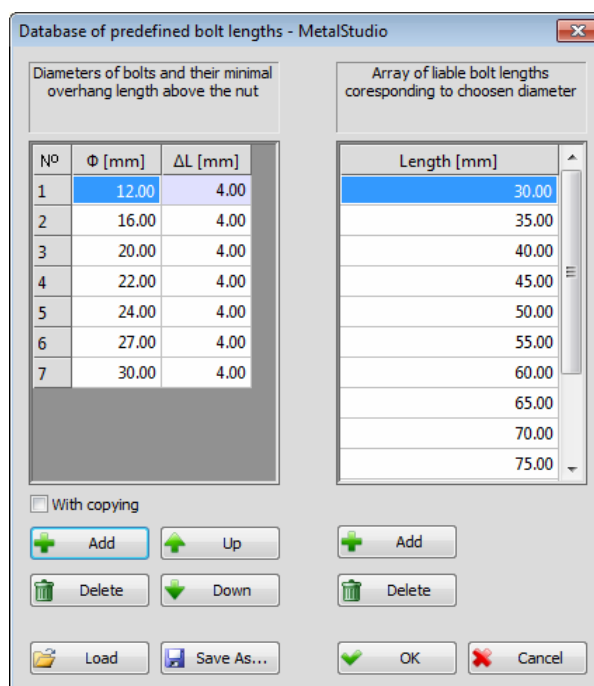 Database of predefined bolt lengths - MetalStudio
Diameters of bolts and their minimal
overhang length above the nut
Array of liable bolt lengths
coresponding to choosen diameter
Nº Φ [mm] ΔL [mm]
1 12.00 4.00
2 16.00 4.00
3 20.00 4.00
4 22.00 4.00
5 24.00 4.00
6 27.00 4.00
7 30.00 4.00
Length [mm]
30.00
35.00
40.00
45.00
50.00
55.00
60.00
65.00
70.00
75.00
With copying
Add Up
Delete Down
Load Save As...
Add
Delete
OK Cancel